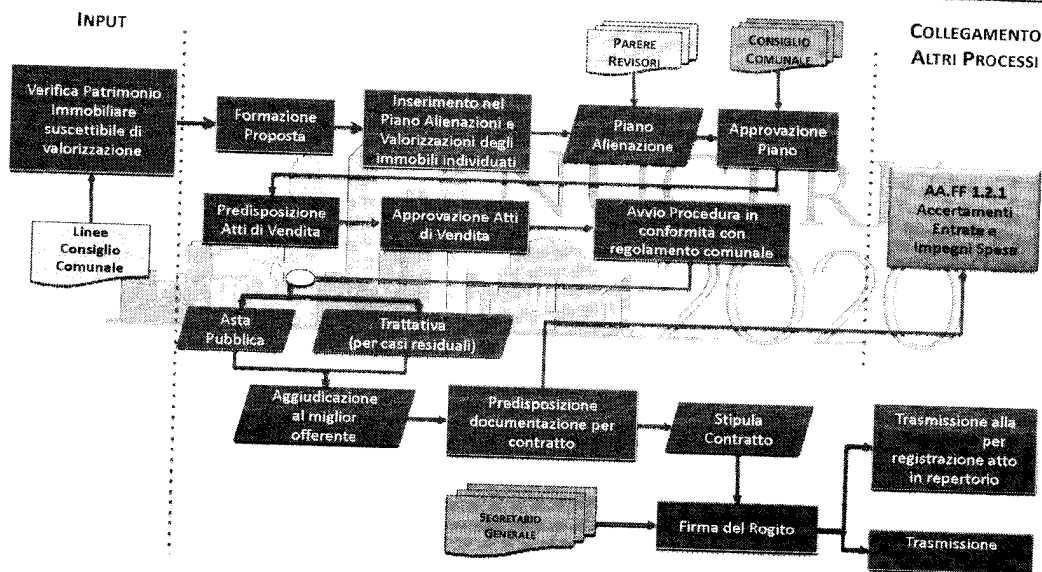 INPUT
COLLEGAMENTO
ALTRI PROCESSI
PARERE
REVISORI
CONSIGLIO
COMUNALE
Verifica Patrimonio
Immobiliare
suscettibile di
valorizzazione
Formazione
Proposta
Inserimento nel
Piano Alienazioni e
Valorizzazioni degli
immobili individuati
Piano
Alienazione
Approvazione
Piano
Linee
Consiglio
Comunale
Predisposizione
Atti di Vendita
Approvazione Atti
di Vendita
Avvio Procedura in
conformità con
regolamento comunale
AA.FF 1.2.1
Accertamenti
Entrate e
Impegni Spesa
2020
Asta
Pubblica
Trattativa
(per casi residuali)
Aggiudicazione
al miglior
offerente
Predisposizione
documentazione per
contratto
Stipula
Contratto
Trasmissione alla
per
registrazione atto
in repertorio
SEGRETARIO
GENERALE
Firma del Rogito
Trasmissione